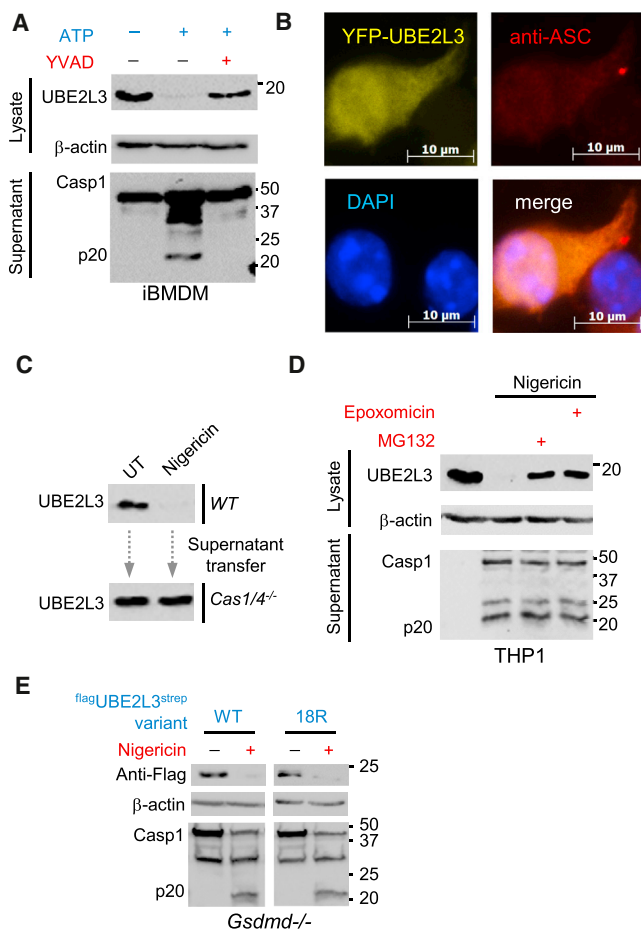 A
ATP – + +
YVAD – – +
Lysate
UBE2L3
20
β-actin
Supernatant
Casp1
50
37
25
p20
20
iBMDM
B
YFP-UBE2L3
10 µm
anti-ASC
10 µm
DAPI
10 µm
merge
10 µm
C
UT
Nigericin
UBE2L3
WT
Supernatant
transfer
UBE2L3
Cas1/4-/-
D
Nigericin
Epoxomicin +
MG132 +
Lysate
UBE2L3
20
β-actin
Supernatant
Casp1
50
37
25
p20
20
THP1
E
flagUBE2L3strep
variant
WT
18R
Nigericin – + – +
Anti-Flag
25
β-actin
Casp1
50
37
25
p20
20
Gsdmd-/-